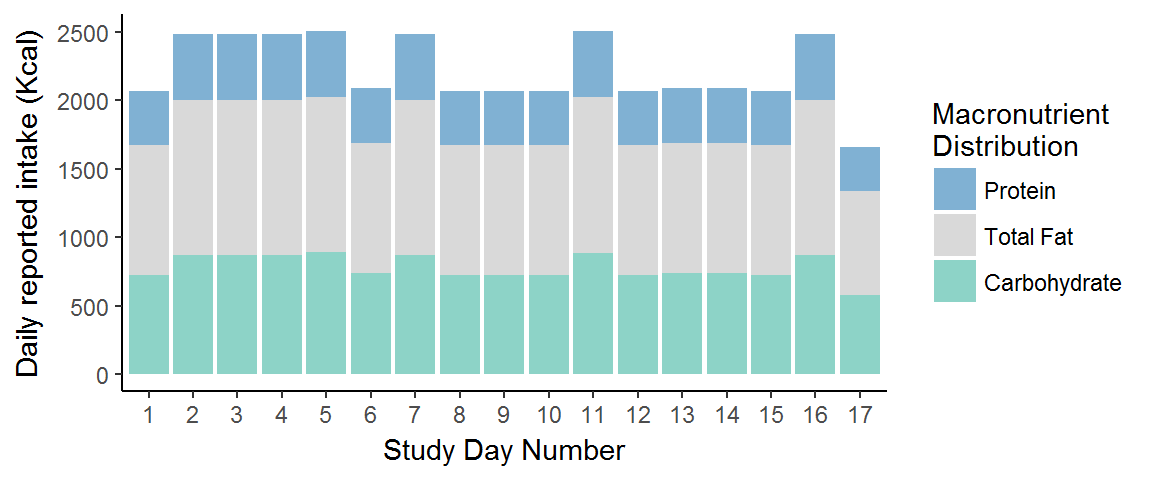 Daily reported intake (Kcal)
2500
2000
1500
1000
500
0
1 2 3 4 5 6 7 8 9 10 11 12 13 14 15 16 17
Study Day Number
Macronutrient
Distribution
Protein
Total Fat
Carbohydrate